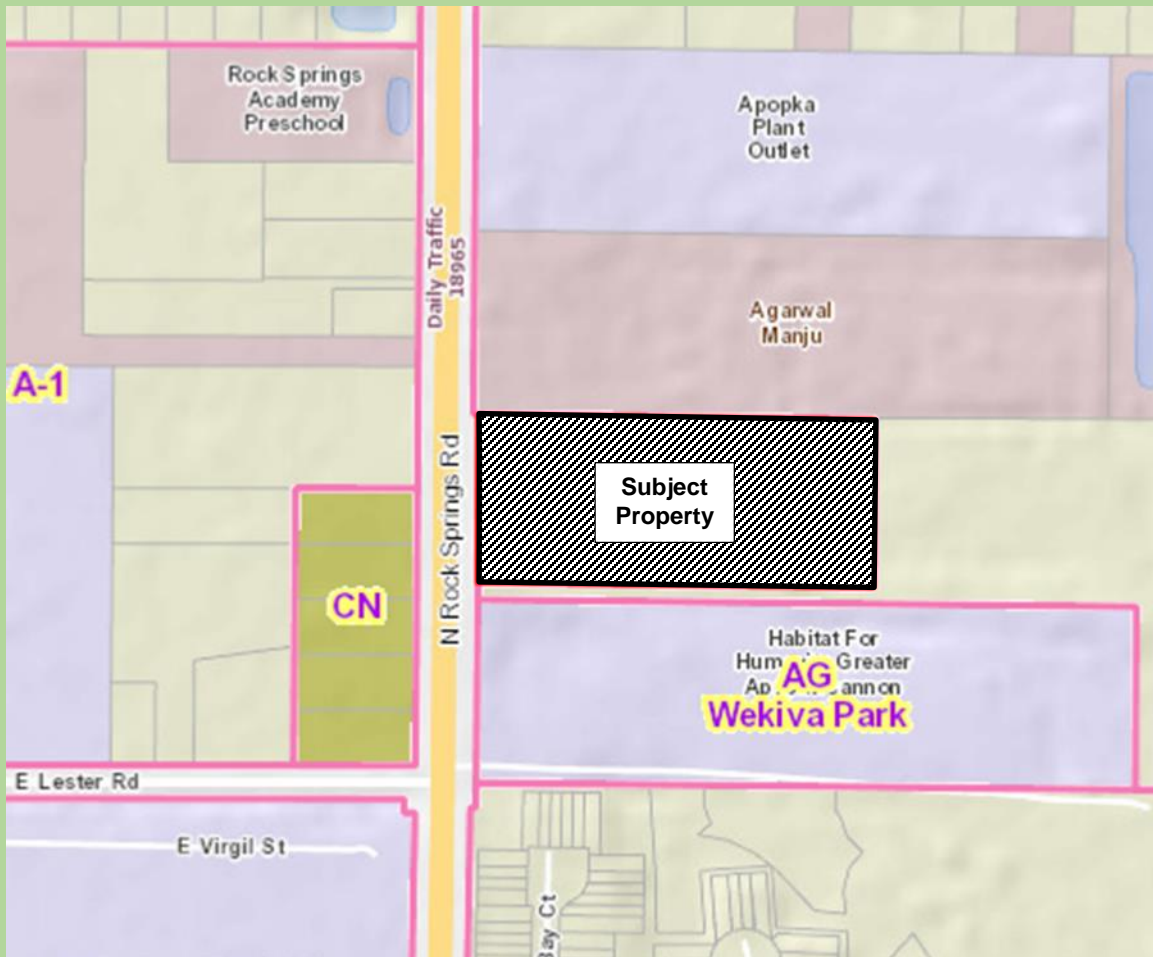 Rock Springs
Academy
Preschool
Apopka
Plant
Outlet
Daily Traffic
18965
Agarwal
Manju
A-1
N Rock Springs Rd
Subject
Property
CN
Habitat For
Greater
AG
Wekiva Park
E Lester Rd
E Virgil St
Bay Ct